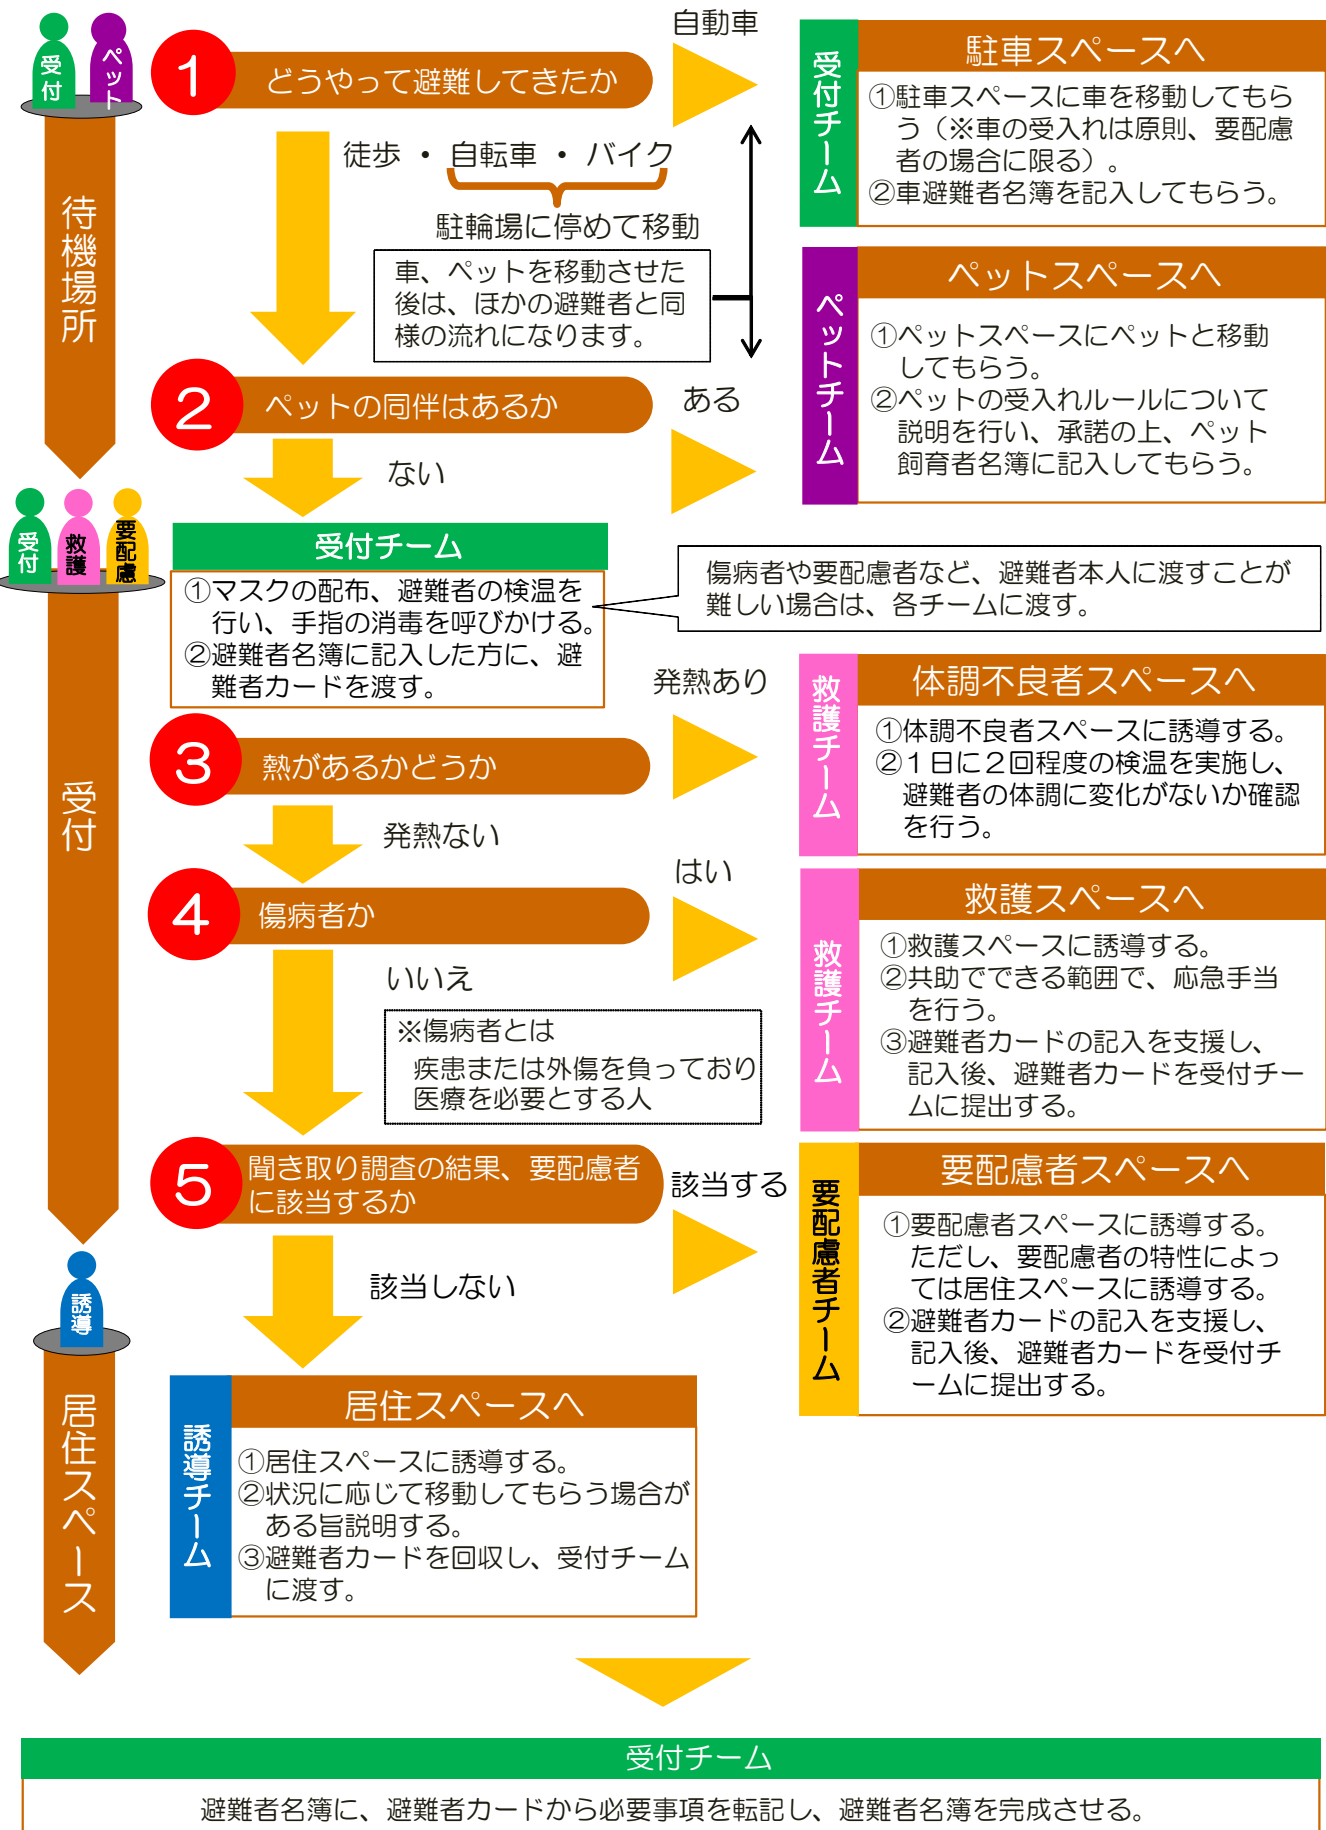 受付
ペット
待機場所
1
どうやって避難してきたか
自動車
徒歩 ・ 自転車 ・ バイク
駐輪場に停めて移動
車、ペットを移動させた
後は、ほかの避難者と同
様の流れになります。
受付チーム
駐車スペースへ
①駐車スペースに車を移動してもら
う（※車の受入れは原則、要配慮
者の場合に限る）。
②車避難者名簿を記入してもらう。
2
ペットの同伴はあるか
ある
ない
ペットチーム
ペットスペースへ
①ペットスペースにペットと移動
してもらう。
②ペットの受入れルールについて
説明を行い、承諾の上、ペット
飼育者名簿に記入してもらう。
受付
救護
要配慮
受付
受付チーム
①マスクの配布、避難者の検温を
行い、手指の消毒を呼びかける。
②避難者名簿に記入した方に、避
難者カードを渡す。
傷病者や要配慮者など、避難者本人に渡すことが
難しい場合は、各チームに渡す。
3
熱があるかどうか
発熱あり
発熱ない
救護チーム
体調不良者スペースへ
①体調不良者スペースに誘導する。
②１日に２回程度の検温を実施し、
避難者の体調に変化がないか確認
を行う。
4
傷病者か
はい
いいえ
※傷病者とは
疾患または外傷を負っており
医療を必要とする人
救護チーム
救護スペースへ
①救護スペースに誘導する。
②共助でできる範囲で、応急手当
を行う。
③避難者カードの記入を支援し、
記入後、避難者カードを受付チー
ムに提出する。
5
聞き取り調査の結果、要配慮者
に該当するか
該当する
該当しない
要配慮者チーム
要配慮者スペースへ
①要配慮者スペースに誘導する。
ただし、要配慮者の特性によっ
ては居住スペースに誘導する。
②避難者カードの記入を支援し、
記入後、避難者カードを受付チ
ームに提出する。
誘導
居住スペース
誘導チーム
居住スペースへ
①居住スペースに誘導する。
②状況に応じて移動してもらう場合が
ある旨説明する。
③避難者カードを回収し、受付チーム
に渡す。
受付チーム
避難者名簿に、避難者カードから必要事項を転記し、避難者名簿を完成させる。